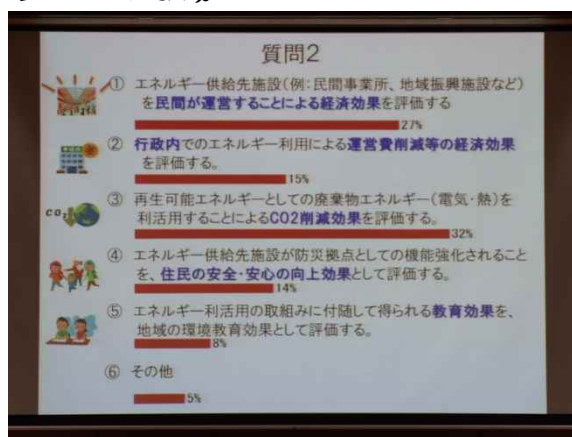 質問2
① エネルギー供給先施設(例:民間事業所、地域振興施設など)
を民間が運営することによる経済効果を評価する
27%
② 行政内でのエネルギー利用による運営費削減等の経済効果
を評価する。
15%
③ 再生可能エネルギーとしての廃棄物エネルギー(電気・熱)を
利活用することによるCO2削減効果を評価する。
32%
CO2
④ エネルギー供給先施設が防災拠点としての機能強化されること
を、住民の安全・安心の向上効果として評価する。
14%
⑤ エネルギー利活用の取組みに付随して得られる教育効果を、
地域の環境教育効果として評価する。
8%
⑥ その他
5%